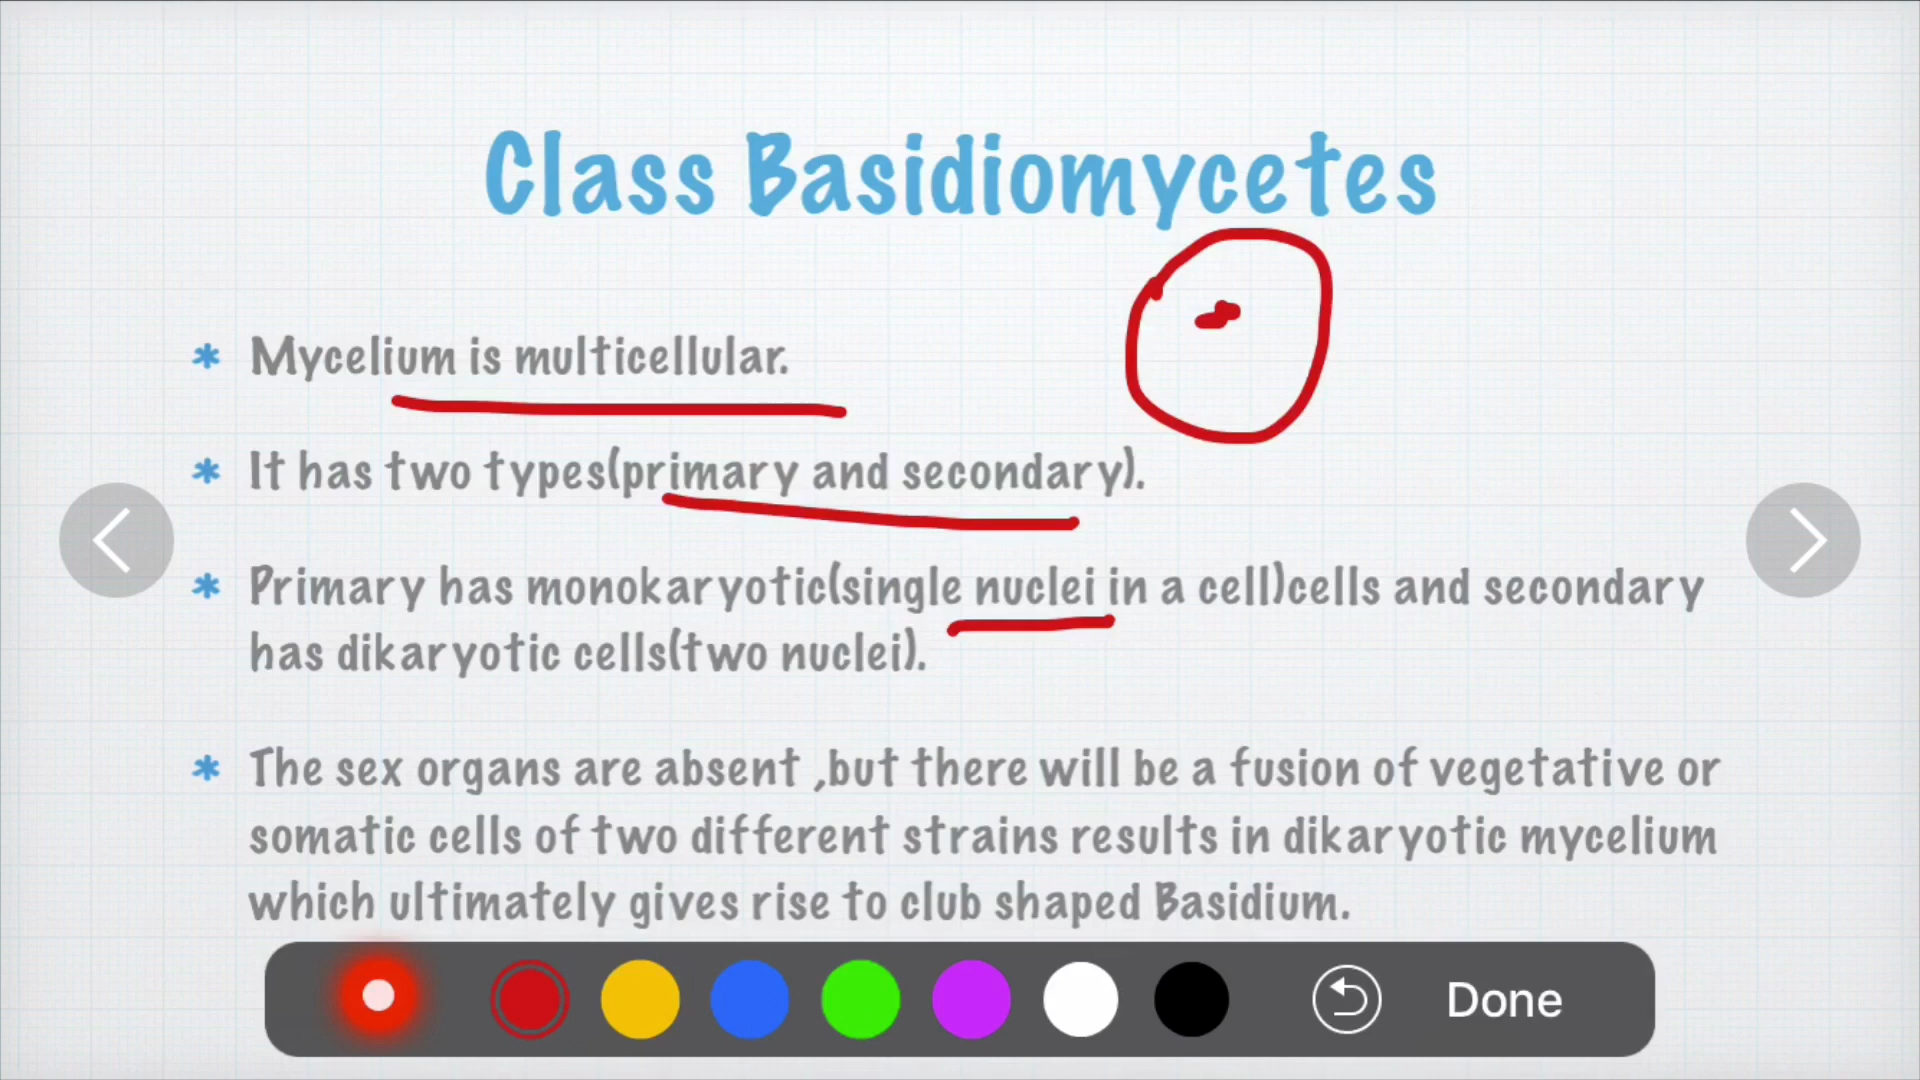 Class Basidiomycetes
* Mycelium is multicellular.
* It has two types(primary and secondary).
* Primary has monokaryotic(single nuclei in a cell)cells and secondary
has dikaryotic cells(two nuclei).
* The sex organs are absent ,but there will be a fusion of vegetative or
somatic cells of two different strains results in dikaryotic mycelium
which ultimately gives rise to club shaped Basidium.
Done